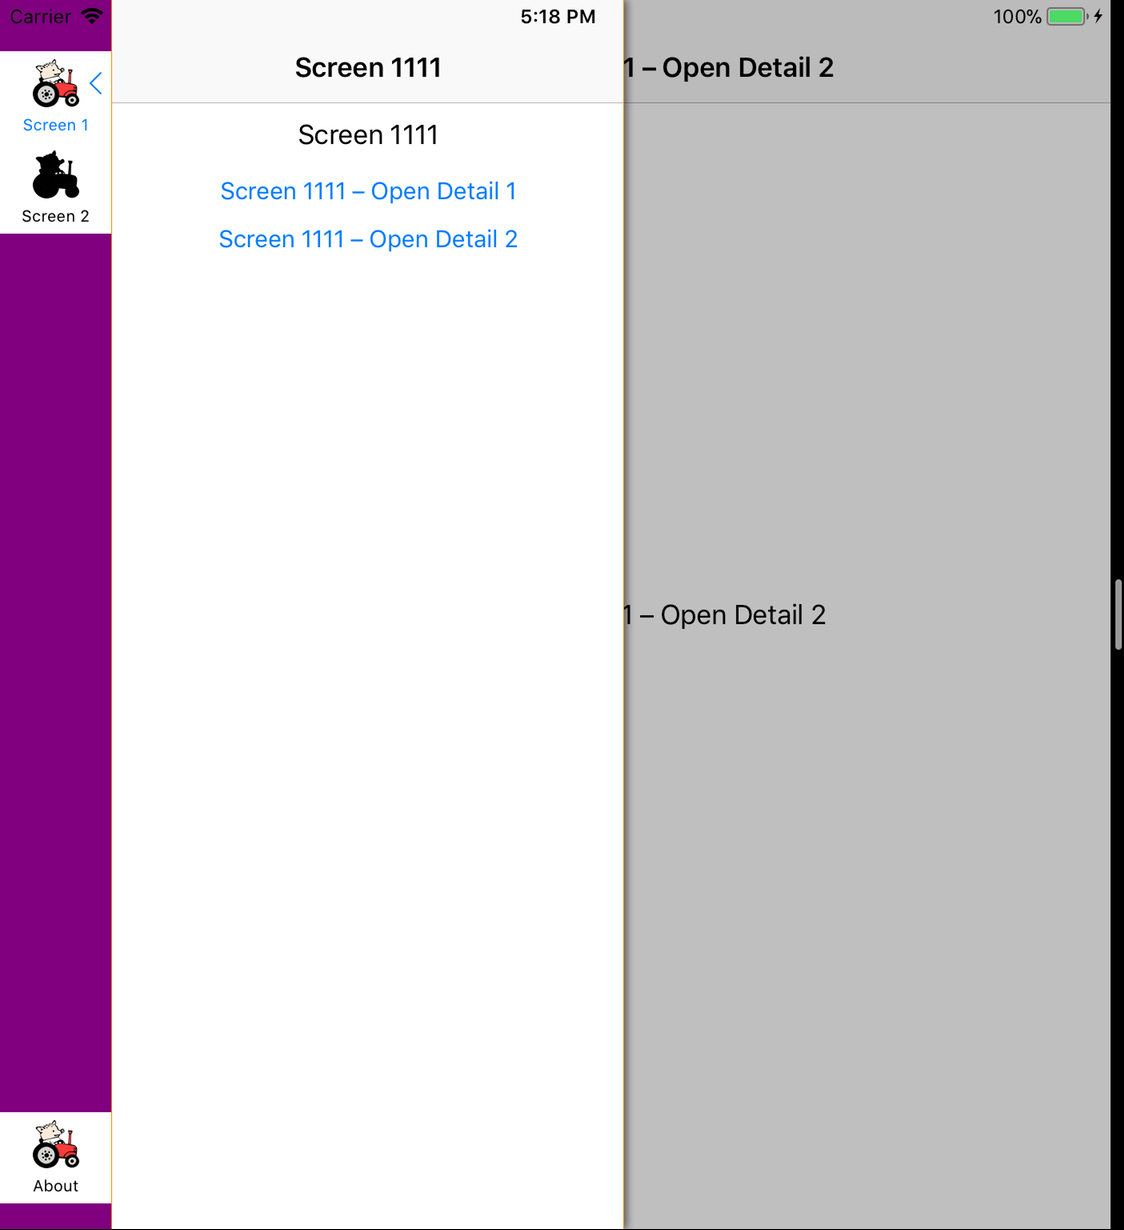 Carrier
5:18 PM
100%
Screen 1
Screen 2
About
Screen 1111
Screen 1111
Screen 1111 – Open Detail 1
Screen 1111 – Open Detail 2
1 – Open Detail 2
1 – Open Detail 2